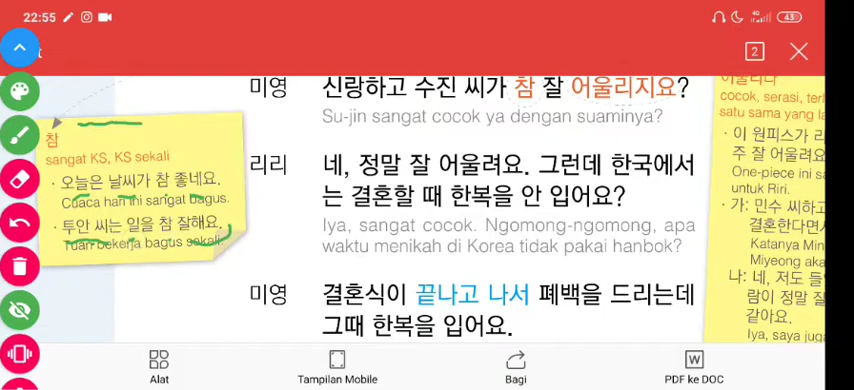 22:55
4G
43
2
미영
신랑하고 수진 씨가 참 잘 어울리지요?
Su-jin sangat cocok ya dengan suaminya?
참
sangat KS, KS sekali
· 오늘은 날씨가 참 좋네요.
Cuaca hari ini sangat bagus.
· 투안 씨는 일을 참 잘해요.
Tuan bekerja bagus sekali.
리리
네, 정말 잘 어울려요. 그런데 한국에서
는 결혼할 때 한복을 안 입어요?
Iya, sangat cocok. Ngomong-ngomong, apa
waktu menikah di Korea tidak pakai hanbok?
미영
결혼식이 끝나고 나서 폐백을 드리는데
그때 한복을 입어요.
어울리다
cocok, serasi,
satu sama yang
· 이 원피스가
주 잘 어울려요
One-piece ini
untuk Riri.
· 가: 민수 씨하고
결혼한다면
Katanya Min
Miyeong
나: 네, 저도
람이 정말 잘
같아요.
Iya, saya
Alat
Tampilan Mobile
Bagi
W
PDF ke DOC